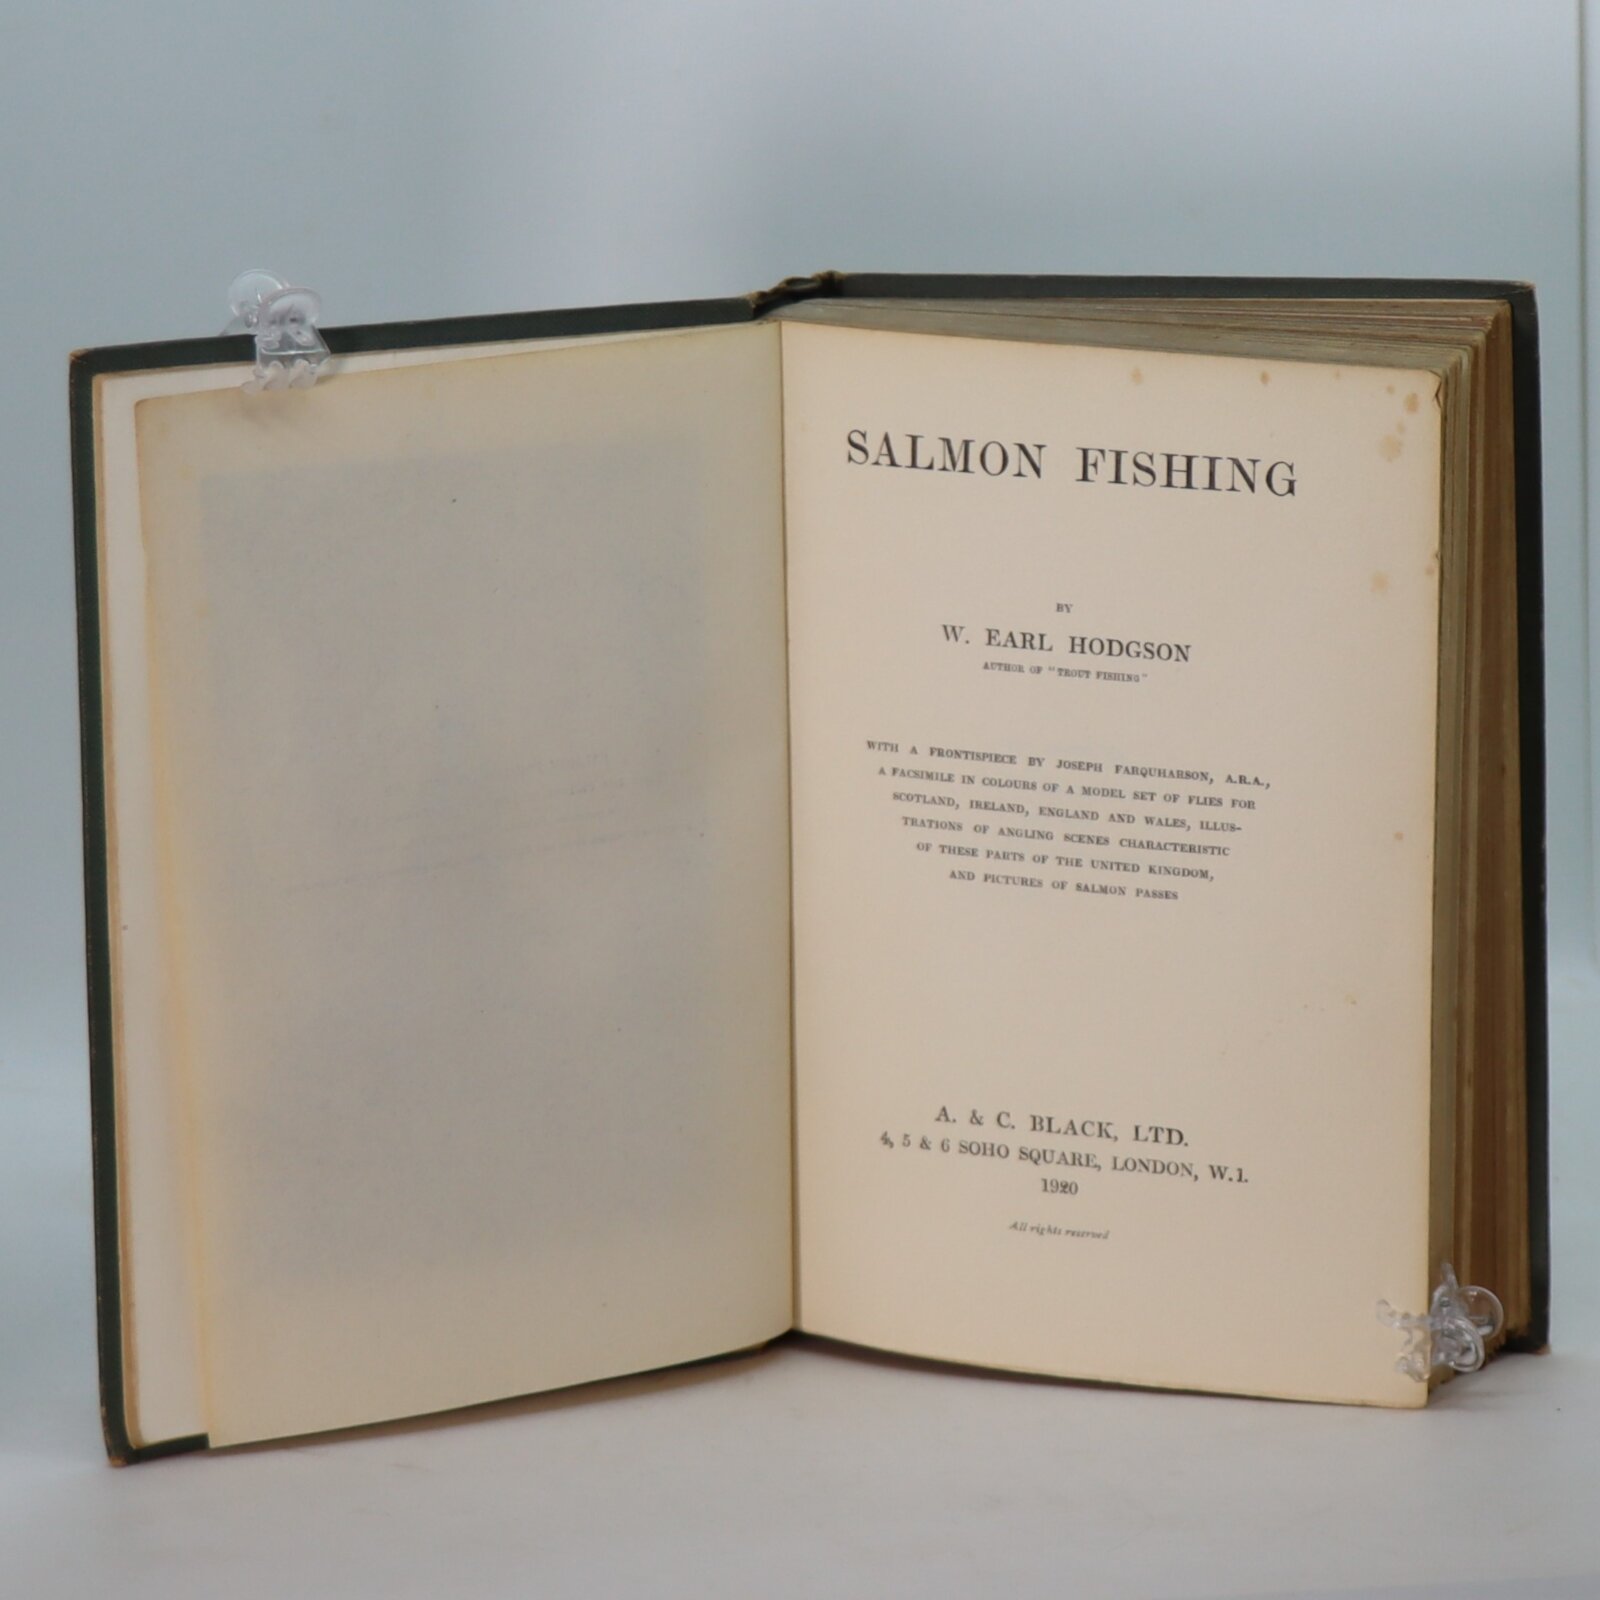 SALMON FISHING
BY
W. EARL HODGSON
AUTHOR OF "TROUT FISHING"
WITH A FRONTISPIECE BY JOSEPH FARQUHARSON, A.R.A.,
A FACSIMILE IN COLOURS OF A MODEL SET OF FLIES FOR
SCOTLAND, IRELAND, ENGLAND AND WALES, ILLUS-
TRATIONS OF ANGLING SCENES CHARACTERISTIC
OF THESE PARTS OF THE UNITED KINGDOM,
AND PICTURES OF SALMON PASSES
A. & C. BLACK, LTD.
4, 5 & 6 SOHO SQUARE, LONDON, W.1.
1920
All rights reserved